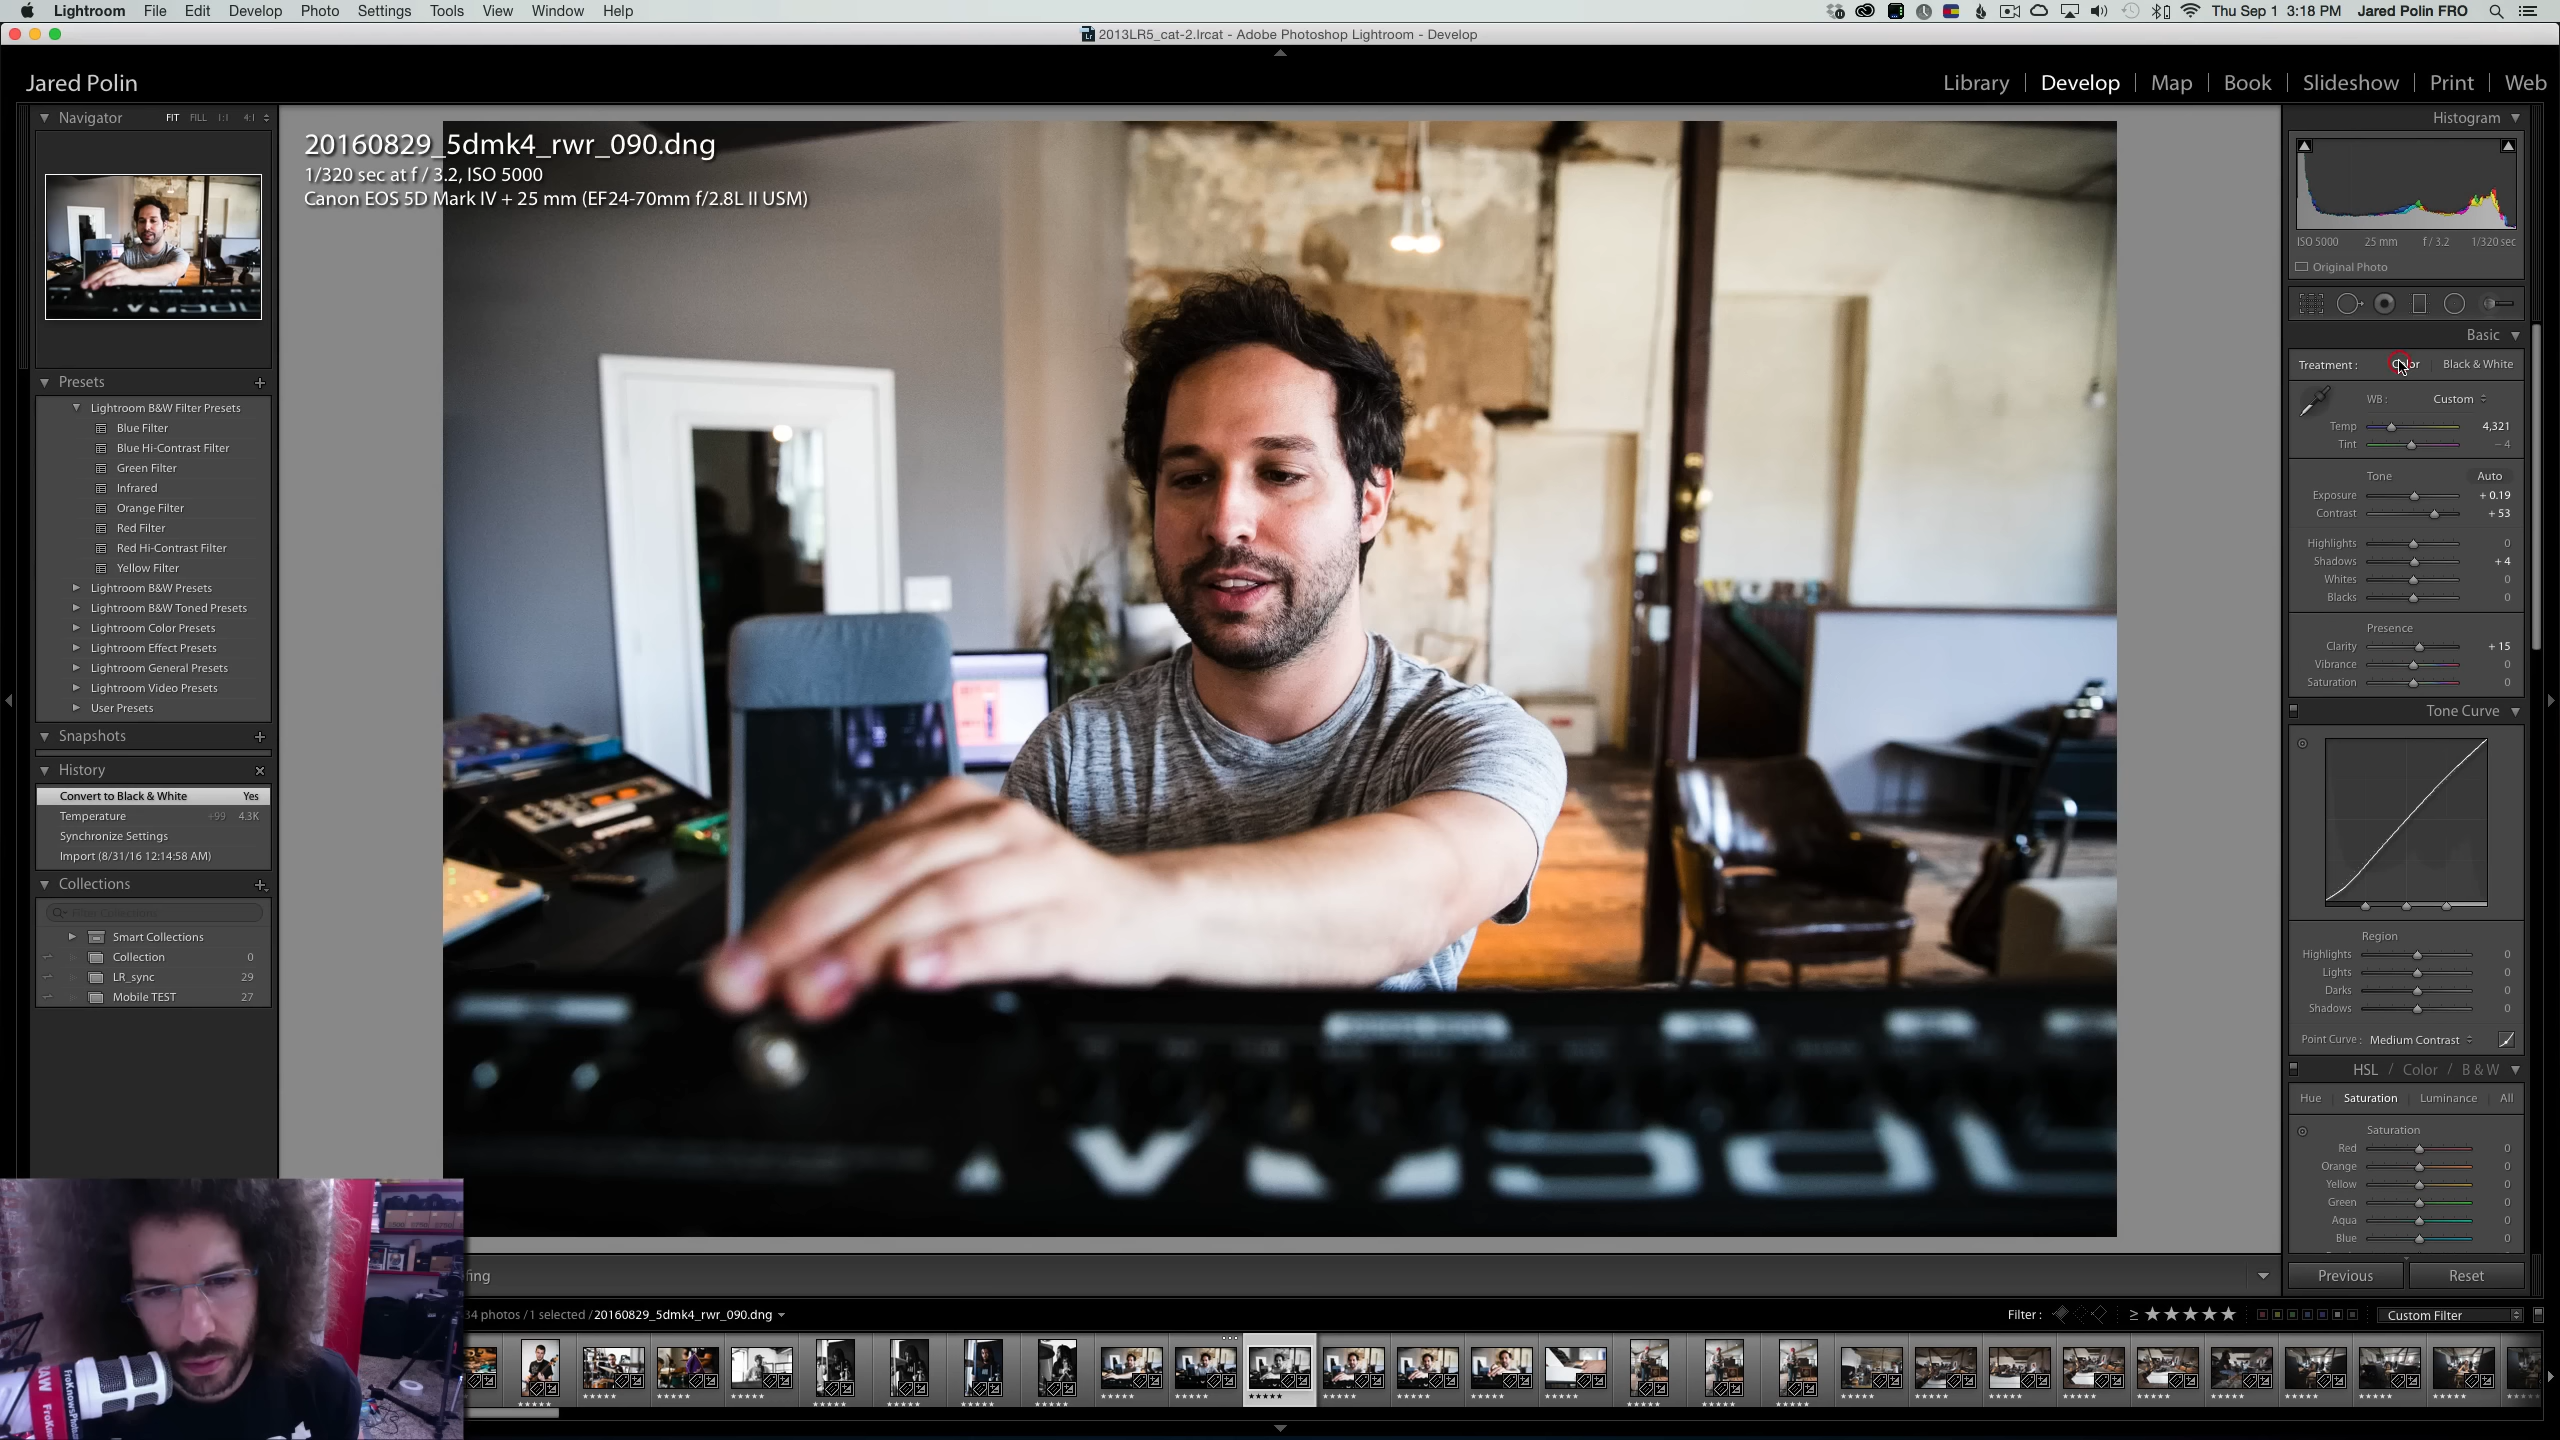 Lightroom File Edit Develop Photo Settings Tools View Window Help
Thu Sep 1 3:18 PM Jared Polin FRO
2013LR5_cat-2.lrcat - Adobe Photoshop Lightroom - Develop
Jared Polin
Library | Develop | Map | Book | Slideshow | Print | Web
Navigator FIT FILL 1:1 4:1
Presets
Lightroom B&W Filter Presets
Blue Filter
Blue Hi-Contrast Filter
Green Filter
Infrared
Orange Filter
Red Filter
Red Hi-Contrast Filter
Yellow Filter
Lightroom B&W Presets
Lightroom B&W Toned Presets
Lightroom Color Presets
Lightroom Effect Presets
Lightroom General Presets
Lightroom Video Presets
User Presets
Snapshots
History
Convert to Black & White Yes
Temperature +99 4.3K
Synchronize Settings
Import (8/31/16 12:14:58 AM)
Collections
Filter Collections
Smart Collections
Collection 0
LR_sync 29
Mobile TEST 27
20160829_5dmk4_rwr_090.dng
1/320 sec at f / 3.2, ISO 5000
Canon EOS 5D Mark IV + 25 mm (EF24-70mm f/2.8L II USM)
Histogram
ISO 5000 25 mm f / 3.2 1/320 sec
Original Photo
Basic
Treatment : Color Black & White
WB : Custom
Temp 4,321
Tint – 4
Tone Auto
Exposure + 0.19
Contrast + 53
Highlights 0
Shadows + 4
Whites 0
Blacks 0
Presence
Clarity + 15
Vibrance 0
Saturation 0
Tone Curve
Region
Highlights 0
Lights 0
Darks 0
Shadows 0
Point Curve : Medium Contrast
HSL / Color / B & W
Hue Saturation Luminance All
Saturation
Red 0
Orange 0
Yellow 0
Green 0
Aqua 0
Blue 0
Previous Reset
fing
34 photos / 1 selected / 20160829_5dmk4_rwr_090.dng
Filter : ≥ ★★★★★ Custom Filter